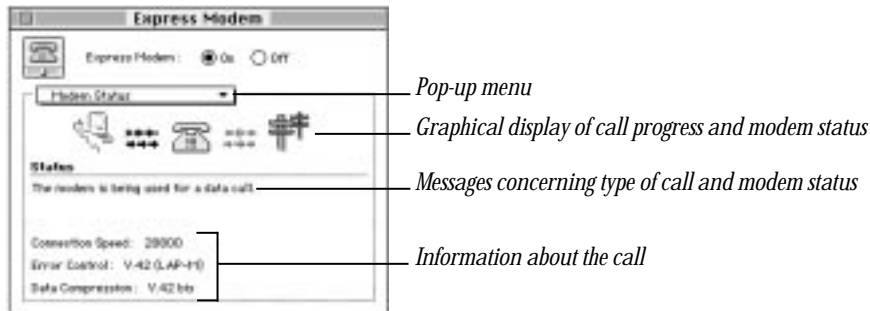 Express Modem
Express Modem: On Off
Modem Status
Pop-up menu
Graphical display of call progress and modem status
Status
The modem is being used for a data call.
Messages concerning type of call and modem status
Connection Speed: 28800
Error Control: V.42 (LAP-M)
Data Compression: V.42 bis
Information about the call